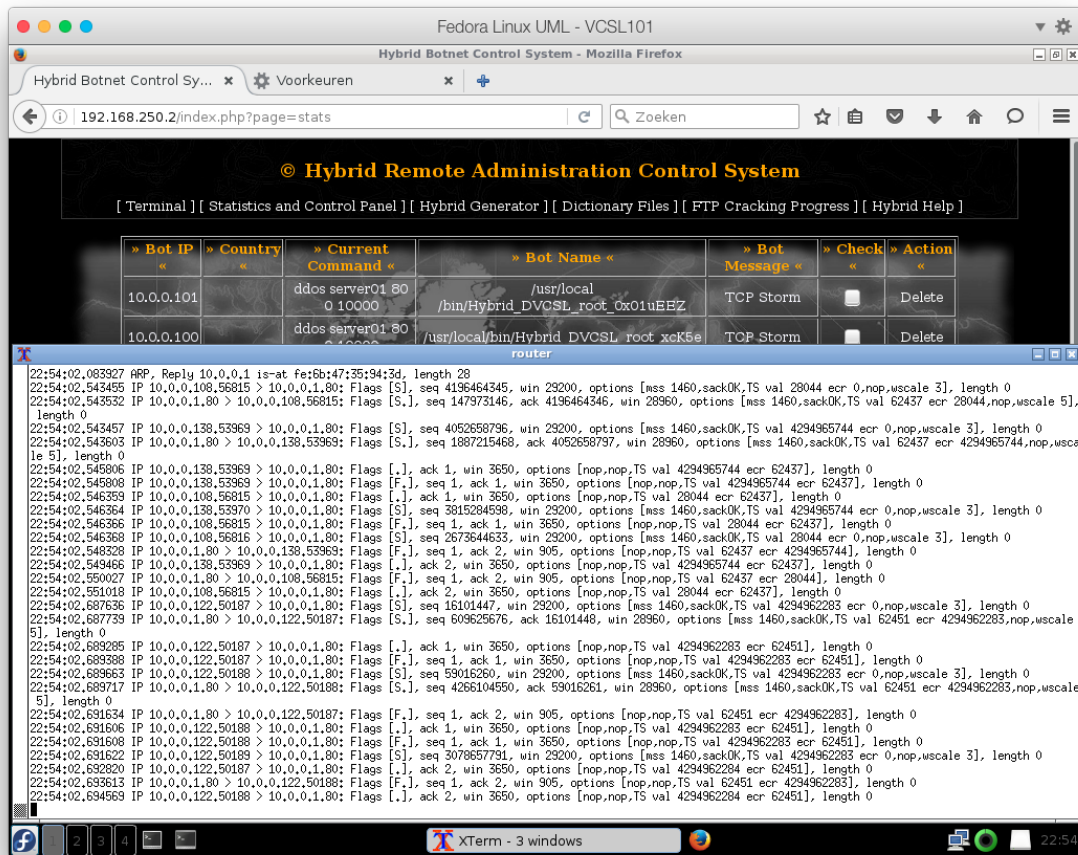 Fedora Linux UML - VCSL101
Hybrid Botnet Control System - Mozilla Firefox
Hybrid Botnet Control Sy... × Voorkeuren ×
192.168.250.2/index.php?page=stats Zoeken
© Hybrid Remote Administration Control System
[ Terminal ] [ Statistics and Control Panel ] [ Hybrid Generator ] [ Dictionary Files ] [ FTP Cracking Progress ] [ Hybrid Help ]
» Bot IP « » Country « » Current Command « » Bot Name « » Bot Message « » Check « » Action «
10.0.0.101 ddos server01 80 0 10000 /usr/local/bin/Hybrid_DVCSL_root_0x01uEEZ TCP Storm Delete
10.0.0.100 ddos server01 80 0 10000 /usr/local/bin/Hybrid_DVCSL_root_xcK5e TCP Storm Delete
router
22:54:02.083927 ARP, Reply 10.0.0.1 is-at fe:6b:47:35:94:3d, length 28
22:54:02.543455 IP 10.0.0.108.56815 > 10.0.0.1.80: Flags [S], seq 4196464345, win 29200, options [mss 1460,sackOK,TS val 28044 ecr 0,nop,wscale 3], length 0
22:54:02.543532 IP 10.0.0.1.80 > 10.0.0.108.56815: Flags [S.], seq 147973146, ack 4196464346, win 28960, options [mss 1460,sackOK,TS val 62437 ecr 28044,nop,wscale 5],
length 0
22:54:02.543457 IP 10.0.0.138.53969 > 10.0.0.1.80: Flags [S], seq 4052658796, win 29200, options [mss 1460,sackOK,TS val 4294965744 ecr 0,nop,wscale 3], length 0
22:54:02.543603 IP 10.0.0.1.80 > 10.0.0.138.53969: Flags [S.], seq 1887215468, ack 4052658797, win 28960, options [mss 1460,sackOK,TS val 62437 ecr 4294965744,nop,wsca
le 5], length 0
22:54:02.545806 IP 10.0.0.138.53969 > 10.0.0.1.80: Flags [.], ack 1, win 3650, options [nop,nop,TS val 4294965744 ecr 62437], length 0
22:54:02.545808 IP 10.0.0.138.53969 > 10.0.0.1.80: Flags [F.], seq 1, ack 1, win 3650, options [nop,nop,TS val 4294965744 ecr 62437], length 0
22:54:02.546359 IP 10.0.0.108.56815 > 10.0.0.1.80: Flags [.], ack 1, win 3650, options [nop,nop,TS val 28044 ecr 62437], length 0
22:54:02.546364 IP 10.0.0.138.53970 > 10.0.0.1.80: Flags [S], seq 3815284598, win 29200, options [mss 1460,sackOK,TS val 4294965744 ecr 0,nop,wscale 3], length 0
22:54:02.546366 IP 10.0.0.108.56815 > 10.0.0.1.80: Flags [F.], seq 1, ack 1, win 3650, options [nop,nop,TS val 28044 ecr 62437], length 0
22:54:02.546368 IP 10.0.0.108.56816 > 10.0.0.1.80: Flags [S], seq 2673644633, win 29200, options [mss 1460,sackOK,TS val 28044 ecr 0,nop,wscale 3], length 0
22:54:02.548328 IP 10.0.0.1.80 > 10.0.0.138.53969: Flags [F.], seq 1, ack 2, win 905, options [nop,nop,TS val 62437 ecr 4294965744], length 0
22:54:02.549466 IP 10.0.0.138.53969 > 10.0.0.1.80: Flags [.], ack 2, win 3650, options [nop,nop,TS val 4294965744 ecr 62437], length 0
22:54:02.550027 IP 10.0.0.1.80 > 10.0.0.108.56815: Flags [F.], seq 1, ack 2, win 905, options [nop,nop,TS val 62437 ecr 28044], length 0
22:54:02.551018 IP 10.0.0.108.56815 > 10.0.0.1.80: Flags [.], ack 2, win 3650, options [nop,nop,TS val 28044 ecr 62437], length 0
22:54:02.687636 IP 10.0.0.122.50187 > 10.0.0.1.80: Flags [S], seq 16101447, win 29200, options [mss 1460,sackOK,TS val 4294962283 ecr 0,nop,wscale 3], length 0
22:54:02.687739 IP 10.0.0.1.80 > 10.0.0.122.50187: Flags [S.], seq 609625676, ack 16101448, win 28960, options [mss 1460,sackOK,TS val 62451 ecr 4294962283,nop,wscale
5], length 0
22:54:02.689285 IP 10.0.0.122.50187 > 10.0.0.1.80: Flags [.], ack 1, win 3650, options [nop,nop,TS val 4294962283 ecr 62451], length 0
22:54:02.689388 IP 10.0.0.122.50187 > 10.0.0.1.80: Flags [F.], seq 1, ack 1, win 3650, options [nop,nop,TS val 4294962283 ecr 62451], length 0
22:54:02.689663 IP 10.0.0.122.50188 > 10.0.0.1.80: Flags [S], seq 59016260, win 29200, options [mss 1460,sackOK,TS val 4294962283 ecr 0,nop,wscale 3], length 0
22:54:02.689717 IP 10.0.0.1.80 > 10.0.0.122.50188: Flags [S.], seq 4266104550, ack 59016261, win 28960, options [mss 1460,sackOK,TS val 62451 ecr 4294962283,nop,wscale
5], length 0
22:54:02.691634 IP 10.0.0.1.80 > 10.0.0.122.50187: Flags [F.], seq 1, ack 2, win 905, options [nop,nop,TS val 62451 ecr 4294962283], length 0
22:54:02.691606 IP 10.0.0.122.50188 > 10.0.0.1.80: Flags [.], ack 1, win 3650, options [nop,nop,TS val 4294962283 ecr 62451], length 0
22:54:02.691608 IP 10.0.0.122.50188 > 10.0.0.1.80: Flags [F.], seq 1, ack 1, win 3650, options [nop,nop,TS val 4294962283 ecr 62451], length 0
22:54:02.691622 IP 10.0.0.122.50189 > 10.0.0.1.80: Flags [S], seq 3078657791, win 29200, options [mss 1460,sackOK,TS val 4294962283 ecr 0,nop,wscale 3], length 0
22:54:02.692820 IP 10.0.0.122.50187 > 10.0.0.1.80: Flags [.], ack 2, win 3650, options [nop,nop,TS val 4294962284 ecr 62451], length 0
22:54:02.693613 IP 10.0.0.1.80 > 10.0.0.122.50188: Flags [F.], seq 1, ack 2, win 905, options [nop,nop,TS val 62451 ecr 4294962283], length 0
22:54:02.694569 IP 10.0.0.122.50188 > 10.0.0.1.80: Flags [.], ack 2, win 3650, options [nop,nop,TS val 4294962284 ecr 62451], length 0
1 2 3 4 XTerm - 3 windows 22:54